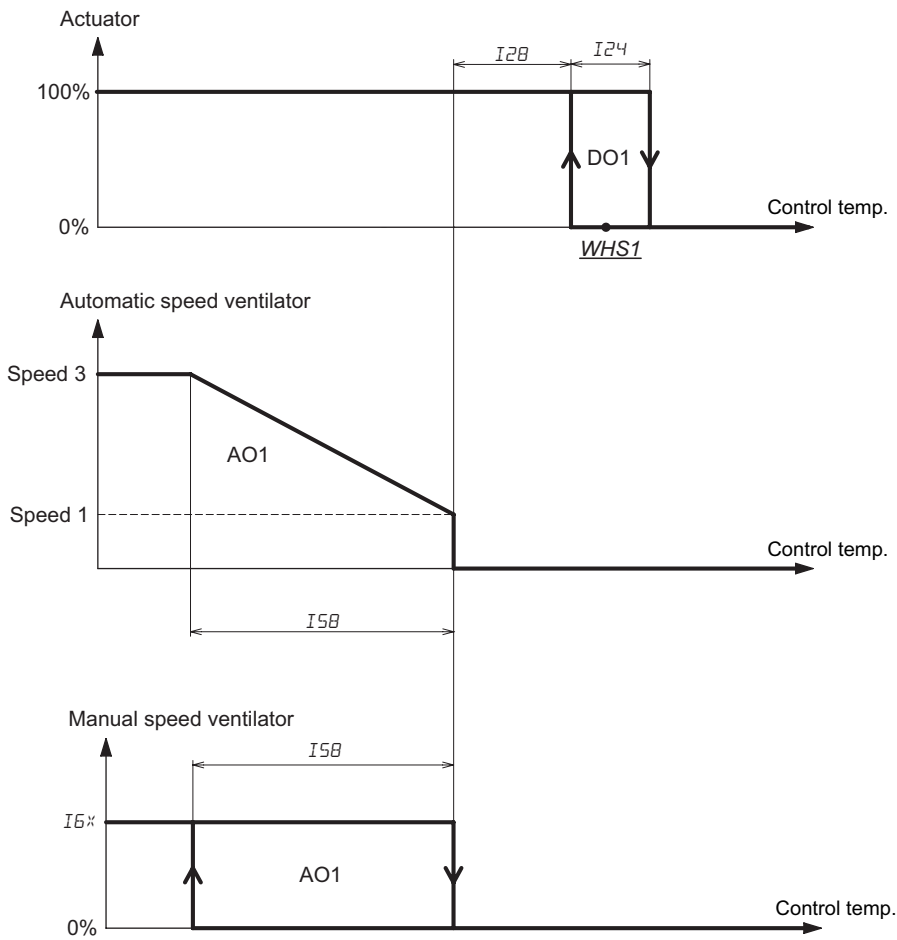 Actuator
I28
I24
100%
DO1
Control temp.
0%
WHS1
Automatic speed ventilator
Speed 3
AO1
Speed 1
Control temp.
I58
Manual speed ventilator
I58
I6x
AO1
Control temp.
0%